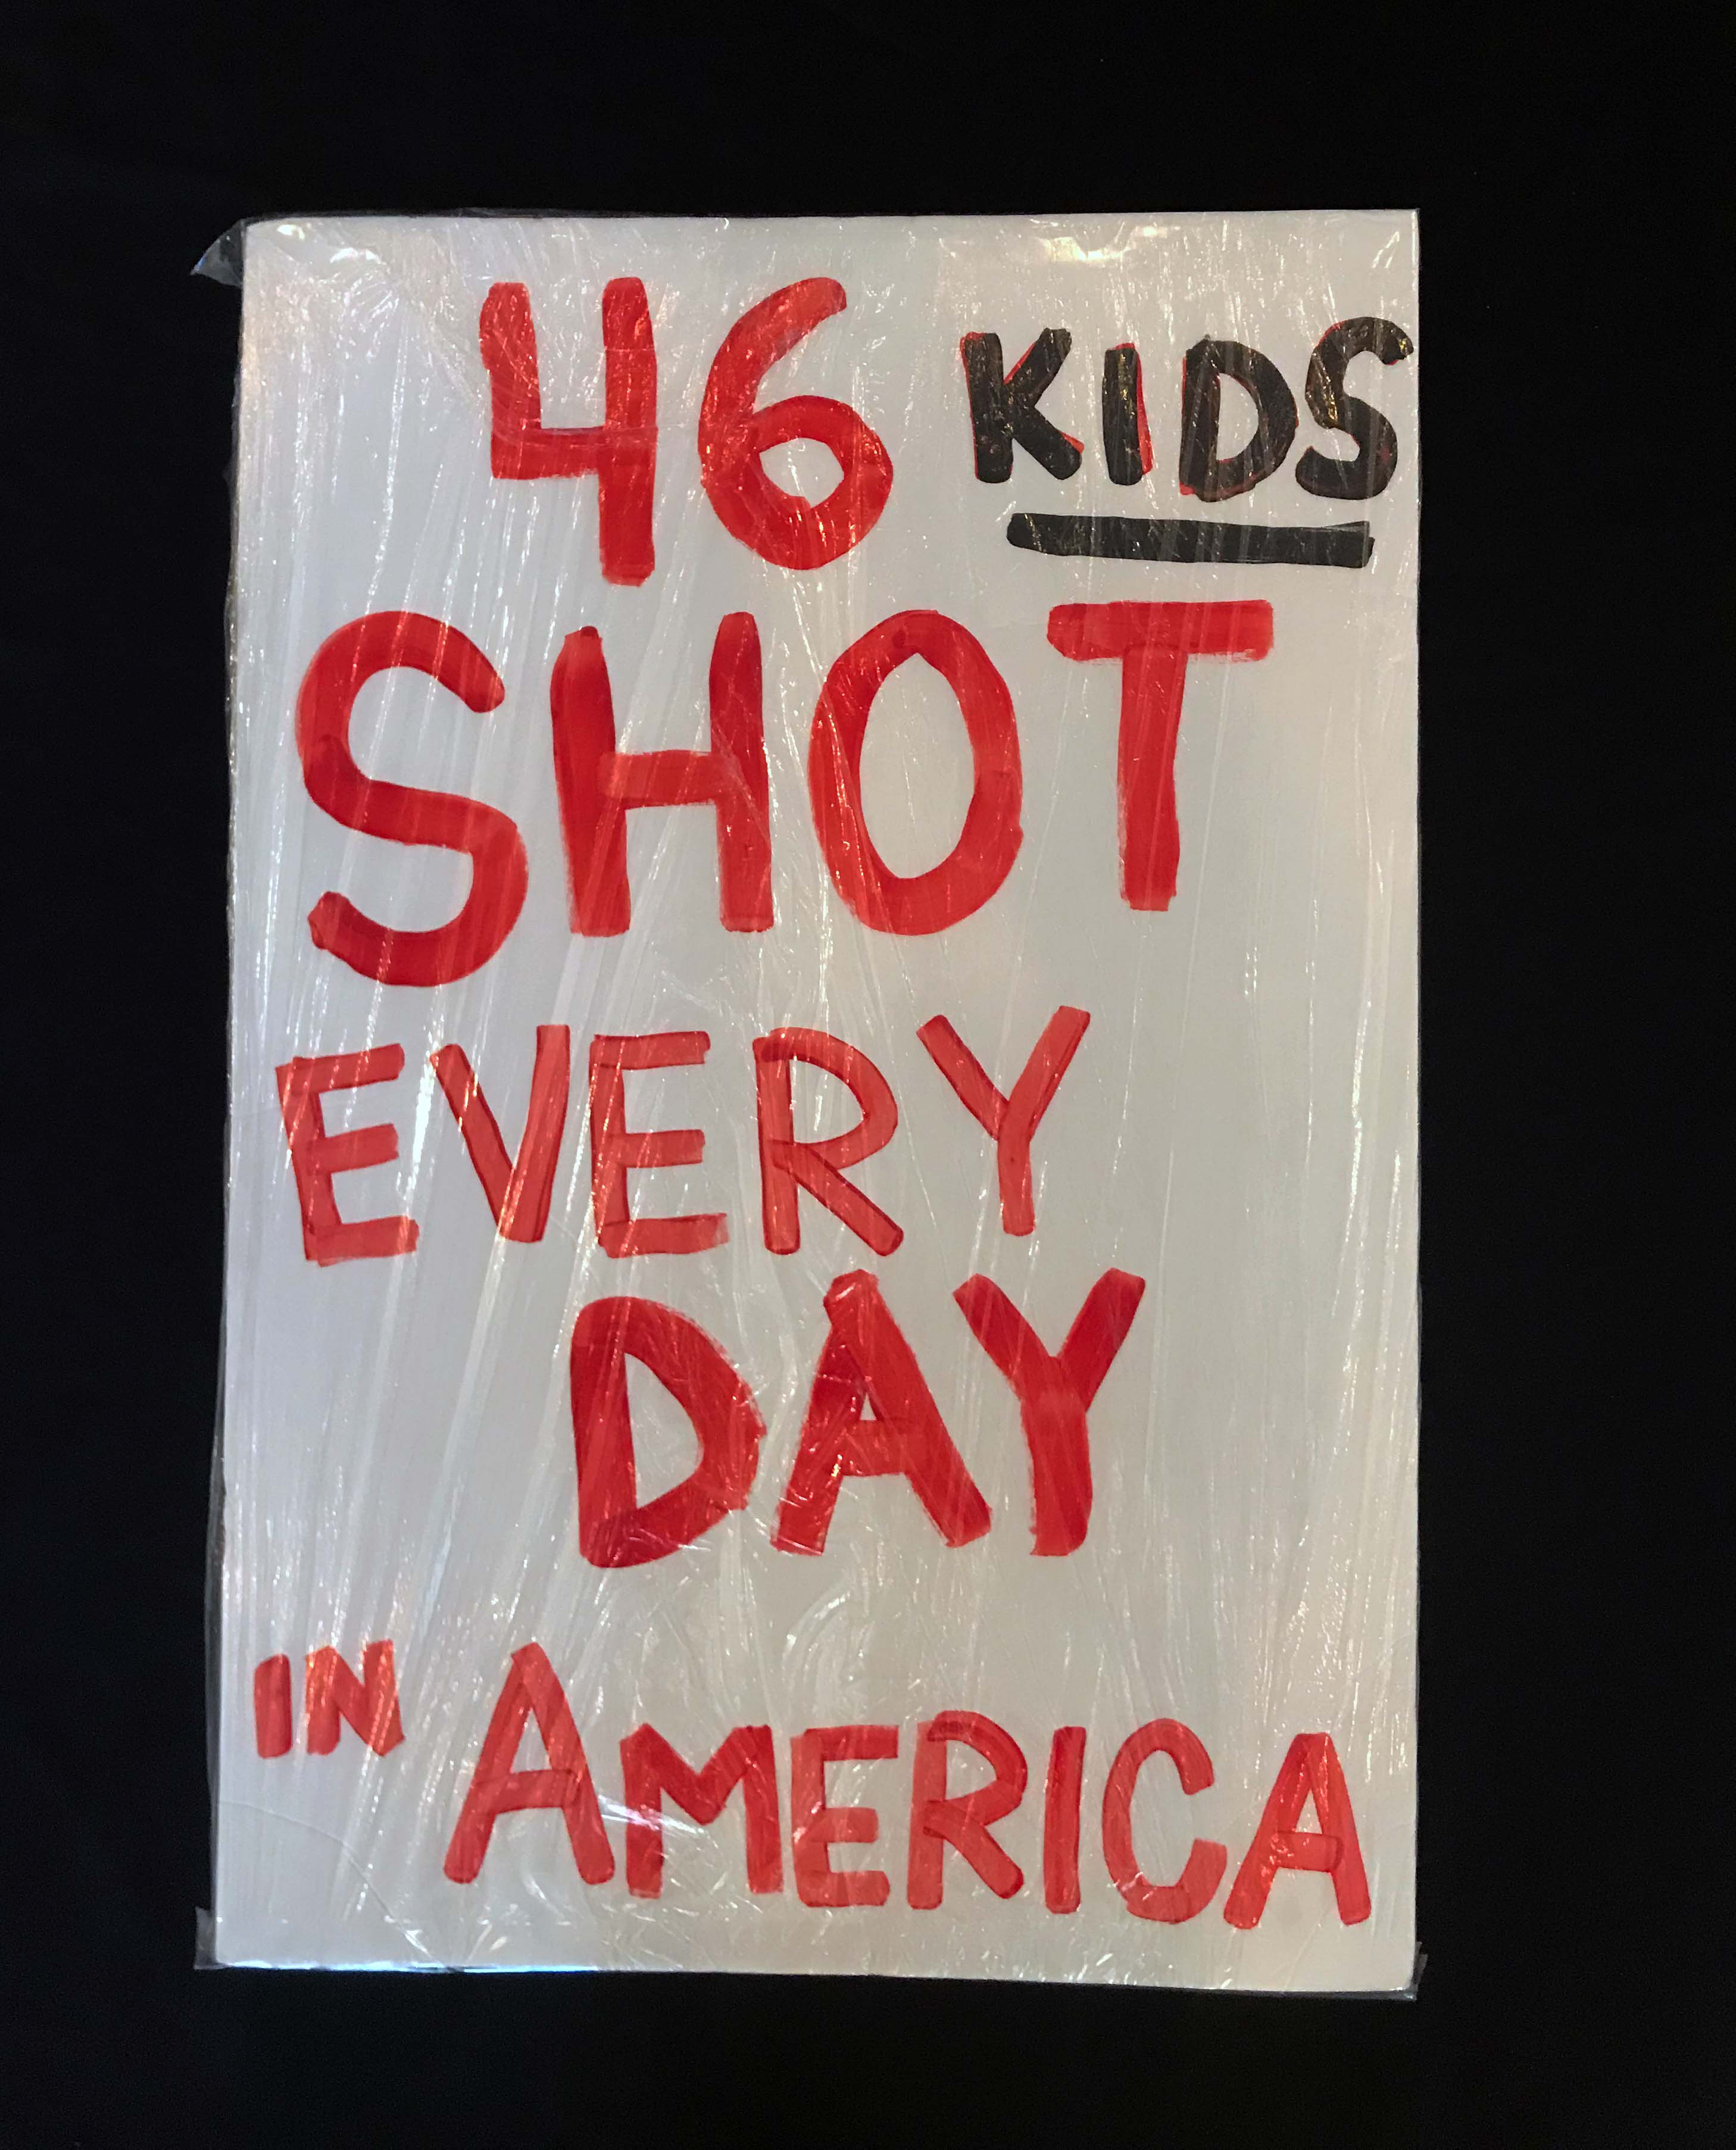 46 KIDS
SHOT
EVERY
DAY
IN AMERICA